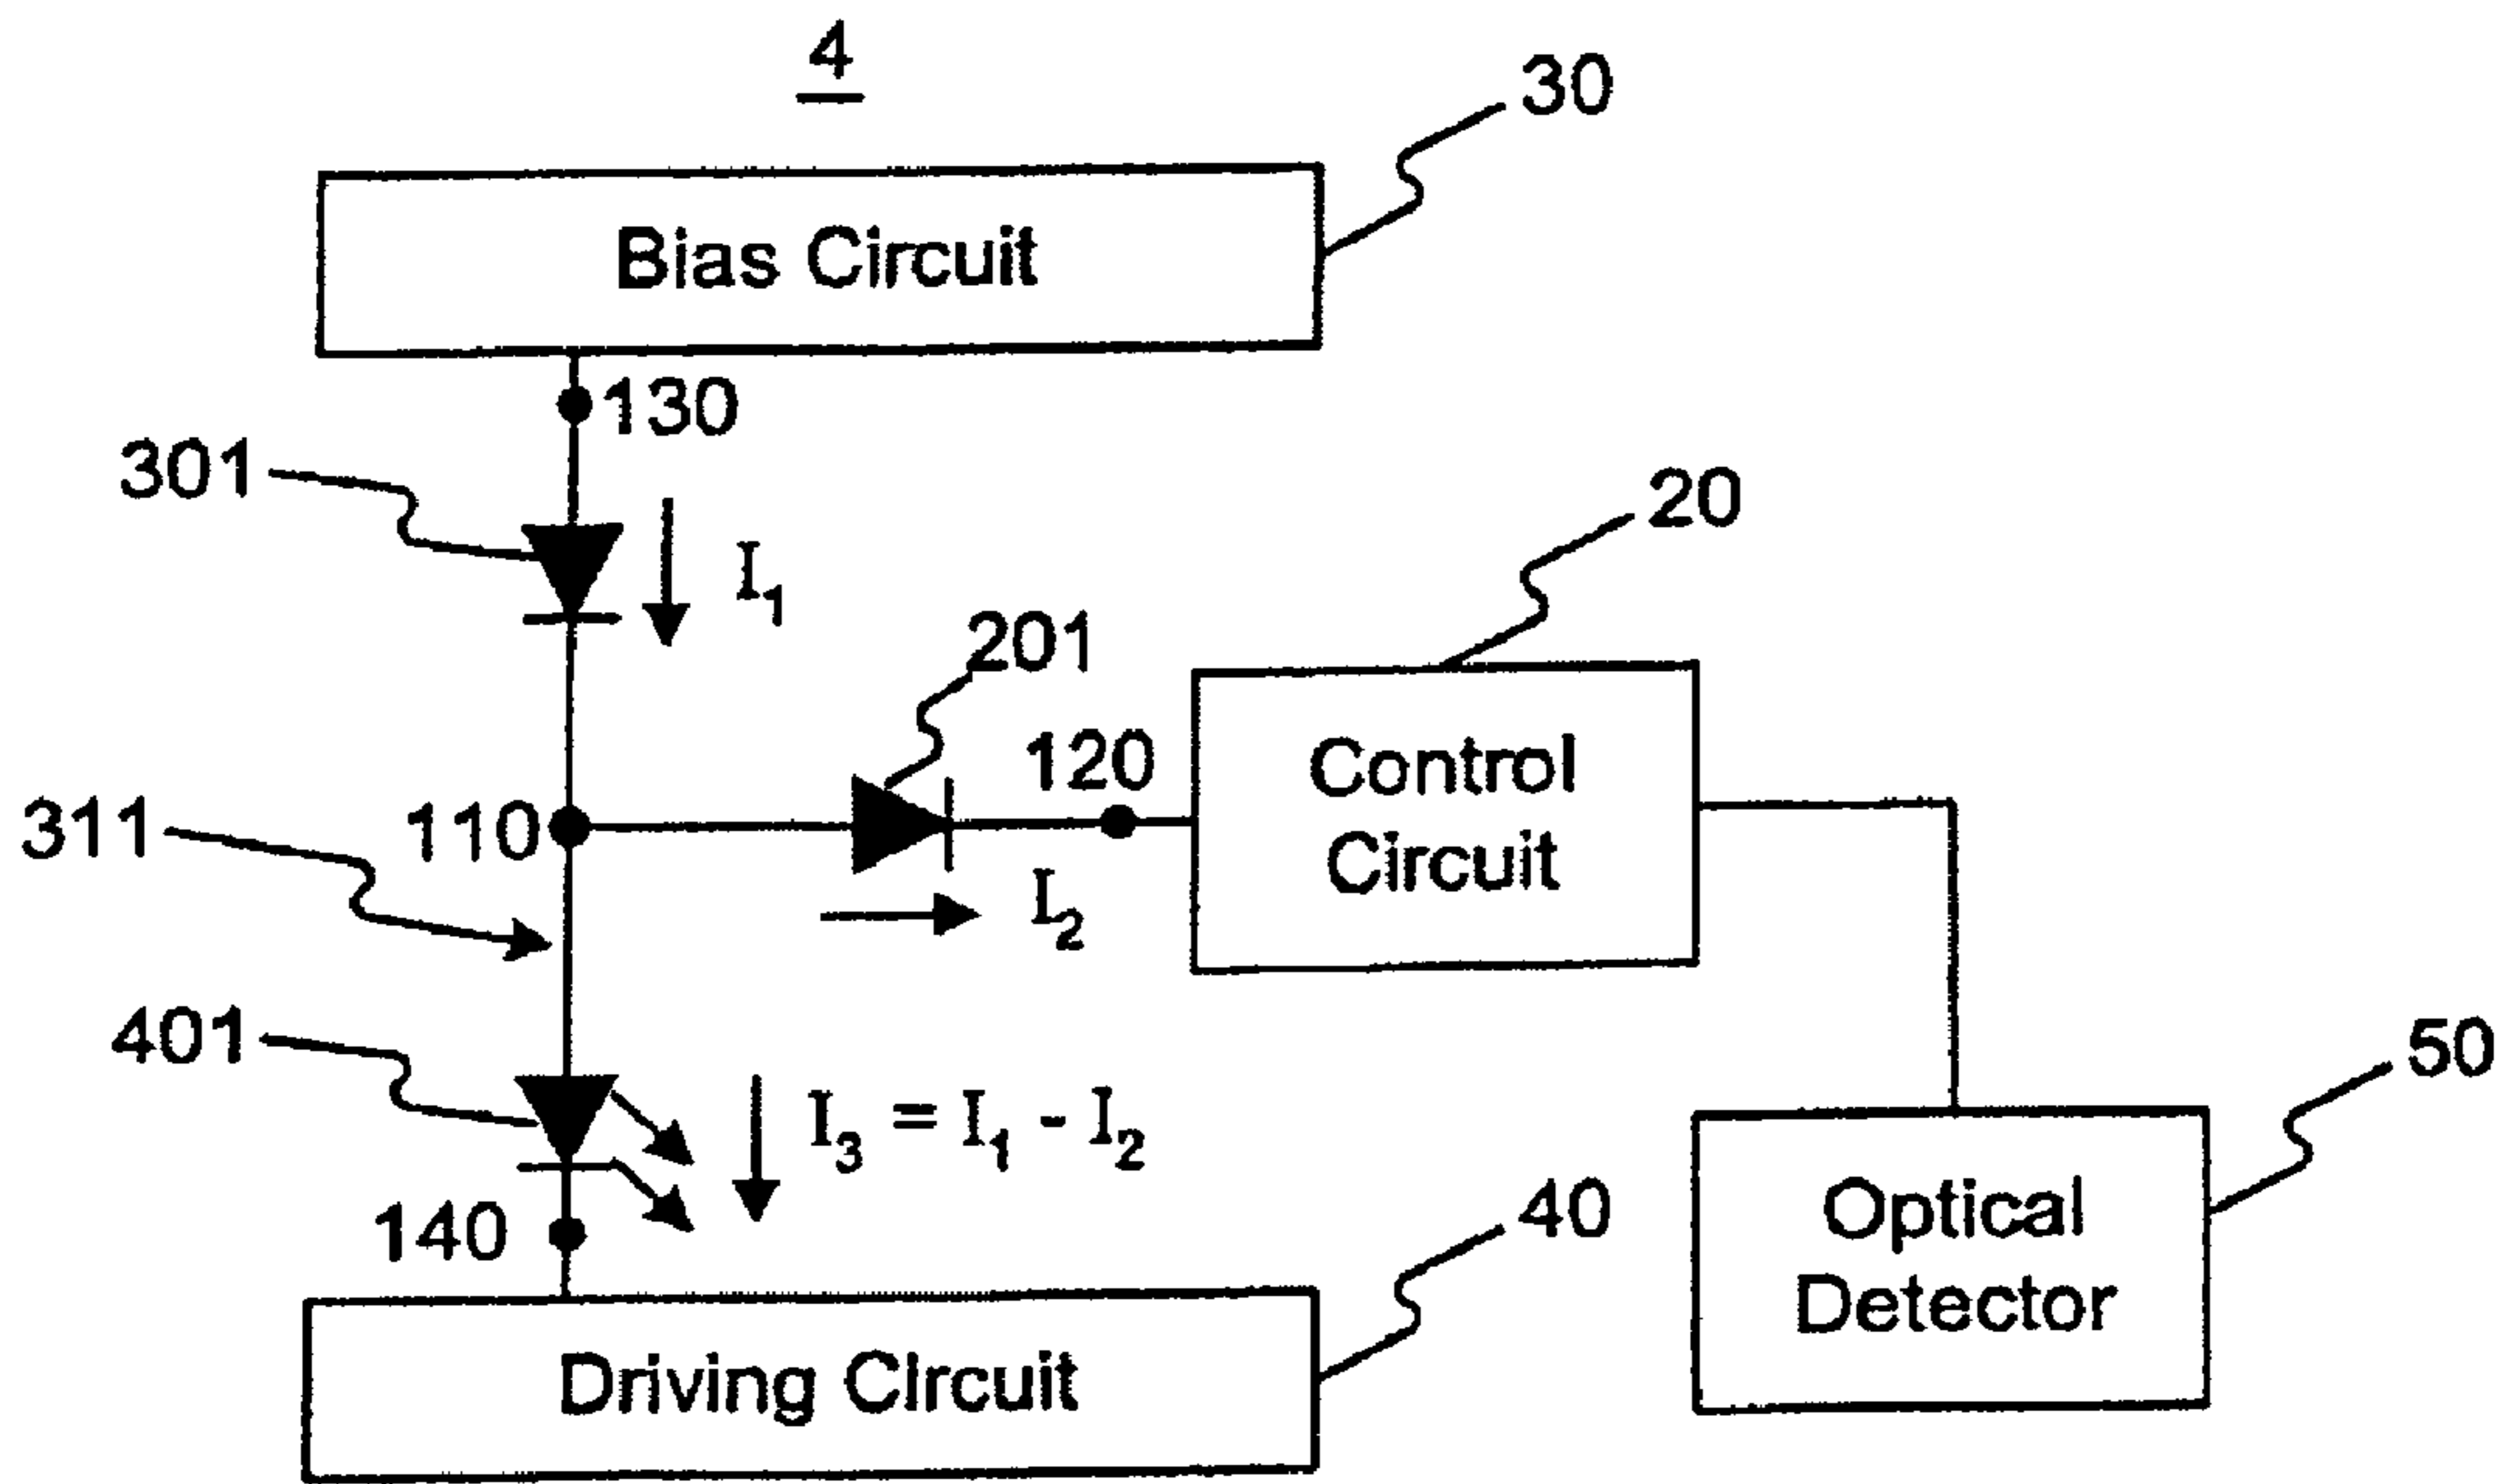 4
30
Bias Circuit
130
301
I₁
20
201
120
Control
Circuit
311
110
I₂
401
50
I₃ = I₁ - I₂
140
40
Optical
Detector
Driving Circuit